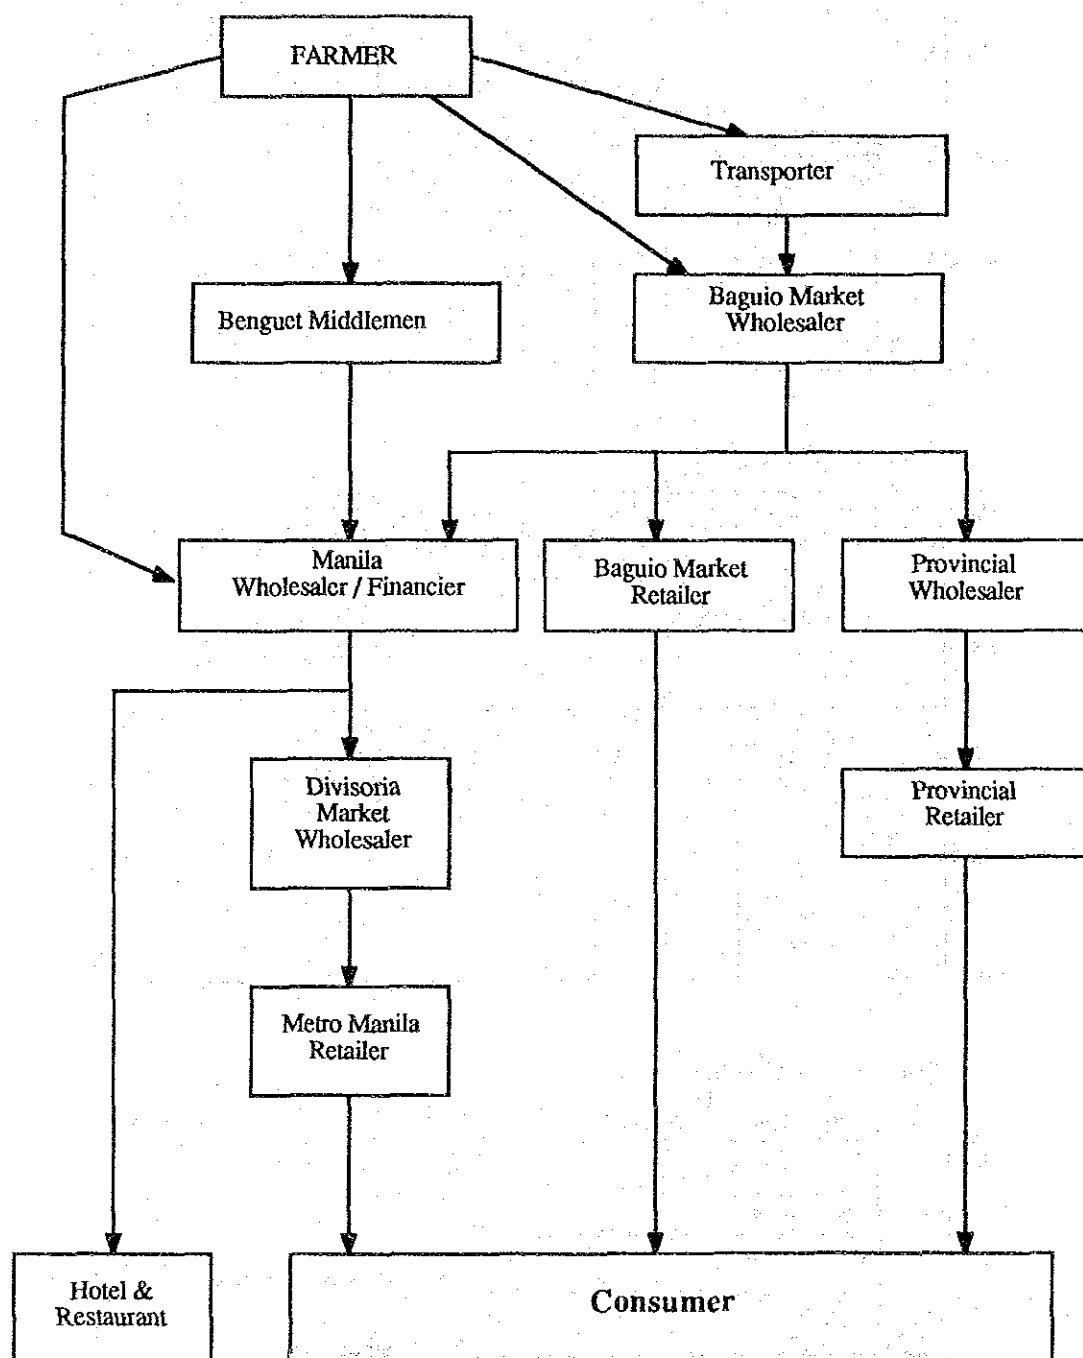 FARMER
Transporter
Baguio Market
Wholesaler
Benguet Middlemen
Manila
Wholesaler / Financier
Baguio Market
Retailer
Provincial
Wholesaler
Divisoria
Market
Wholesaler
Provincial
Retailer
Metro Manila
Retailer
Hotel &
Restaurant
Consumer